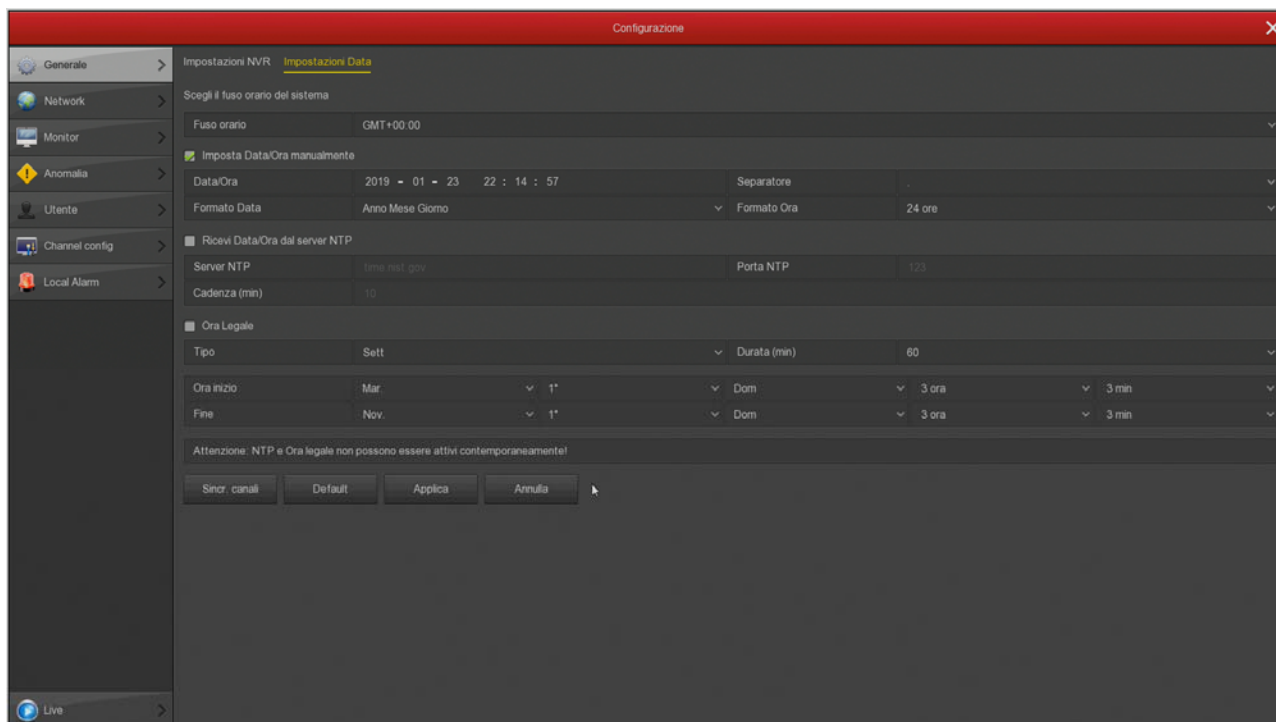 Configurazione
Generale
Network
Monitor
Anomalia
Utente
Channel config
Local Alarm
Live
Impostazioni NVR Impostazioni Data
Scegli il fuso orario del sistema
Fuso orario GMT+00:00
Imposta Data/Ora manualmente
Data/Ora 2019 - 01 - 23 22 : 14 : 57 Separatore .
Formato Data Anno Mese Giorno Formato Ora 24 ore
Ricevi Data/Ora dal server NTP
Server NTP time.nist.gov Porta NTP 123
Cadenza (min) 10
Ora Legale
Tipo Sett Durata (min) 60
Ora inizio Mar. 1° Dom 3 ora 3 min
Fine Nov. 1° Dom 3 ora 3 min
Attenzione: NTP e Ora legale non possono essere attivi contemporaneamente!
Sincr. canali Default Applica Annulla